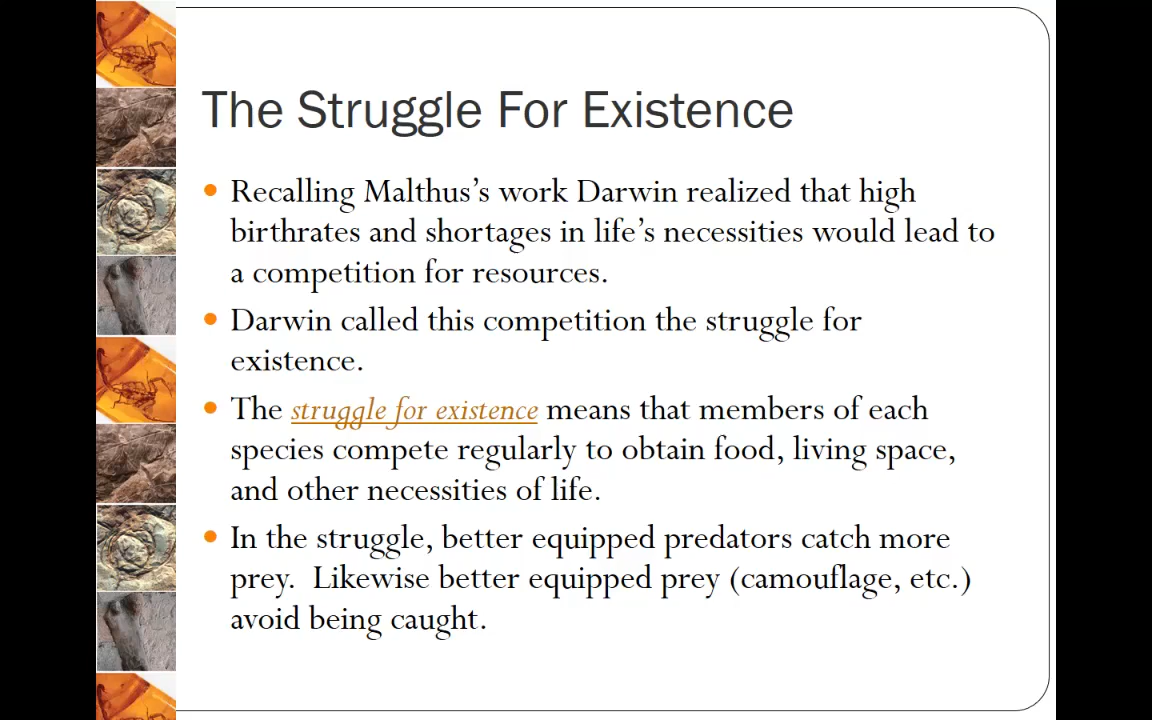 The Struggle For Existence
Recalling Malthus’s work Darwin realized that high
birthrates and shortages in life’s necessities would lead to
a competition for resources.
Darwin called this competition the struggle for
existence.
The struggle for existence means that members of each
species compete regularly to obtain food, living space,
and other necessities of life.
In the struggle, better equipped predators catch more
prey.  Likewise better equipped prey (camouflage, etc.)
avoid being caught.